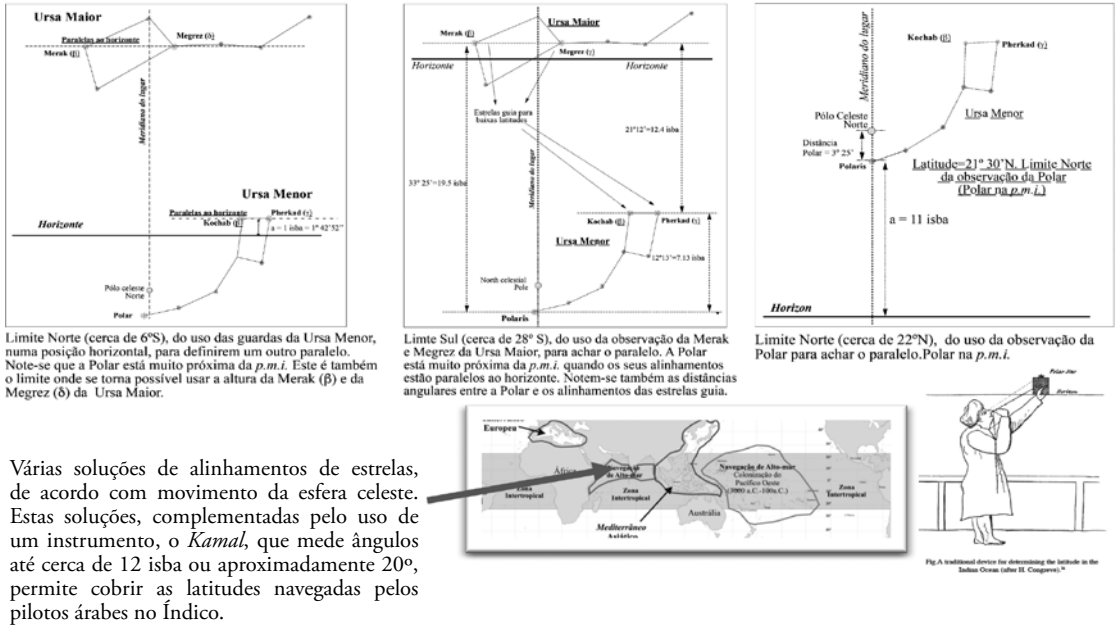 Ursa Maior
Paralelas ao horizonte
Megrez (δ)
Merak (β)
Meridiano do lugar
Ursa Menor
Paralelas ao horizonte
Pherkad (γ)
Kochab (β)
Horizonte
a = 1 isba = 1º 42'52''
Pólo celeste
Norte
Polar
Limite Norte (cerca de 6ºS), do uso das guardas da Ursa Menor,
numa posição horizontal, para definirem um outro paralelo.
Note-se que a Polar está muito próxima da p.m.i. Este é também
o limite onde se torna possível usar a altura da Merak (β) e da
Megrez (δ) da Ursa Maior.
Ursa Maior
Merak (β)
Megrez (γ)
Horizonte
Horizonte
Estrelas guia para
baixas latitudes
21º12'=12.4 isba
33º 25'=19.5 isba
Meridiano do lugar
Kochab (β)
Pherkad (γ)
Ursa Menor
12º13'=7.13 isba
North celestial
Pole
Polaris
Limte Sul (cerca de 28º S), do uso da observação da Merak
e Megrez da Ursa Maior, para achar o paralelo. A Polar
está muito próxima da p.m.i. quando os seus alinhamentos
estão paralelos ao horizonte. Notem-se também as distâncias
angulares entre a Polar e os alinhamentos das estrelas guia.
Kochab (β)
Pherkad (γ)
Meridiano do lugar
Pólo Celeste
Norte
Ursa Menor
Distância
Polar = 3º 25'
Polaris
Latitude=21º 30'N. Limite Norte
da observação da Polar
(Polar na p.m.i.)
a = 11 isba
Horizon
Limite Norte (cerca de 22ºN), do uso da observação da
Polar para achar o paralelo.Polar na p.m.i.
Polar Star
Horizon
Várias soluções de alinhamentos de estrelas,
de acordo com movimento da esfera celeste.
Estas soluções, complementadas pelo uso de
um instrumento, o Kamal, que mede ângulos
até cerca de 12 isba ou aproximadamente 20º,
permite cobrir as latitudes navegadas pelos
pilotos árabes no Índico.
Europeu
África
Navegação
de Alto-mar
Zona
Intertropical
Zona
Intertropical
Navegação de Alto-mar
Colonização do
Pacífico Oeste
(3000 a.C.-100a.C.)
Zona
Intertropical
Austrália
Mediterrâneo
Asiático
Fig.A traditional device for determining the latitude in the
Indian Ocean (after H. Congreve).